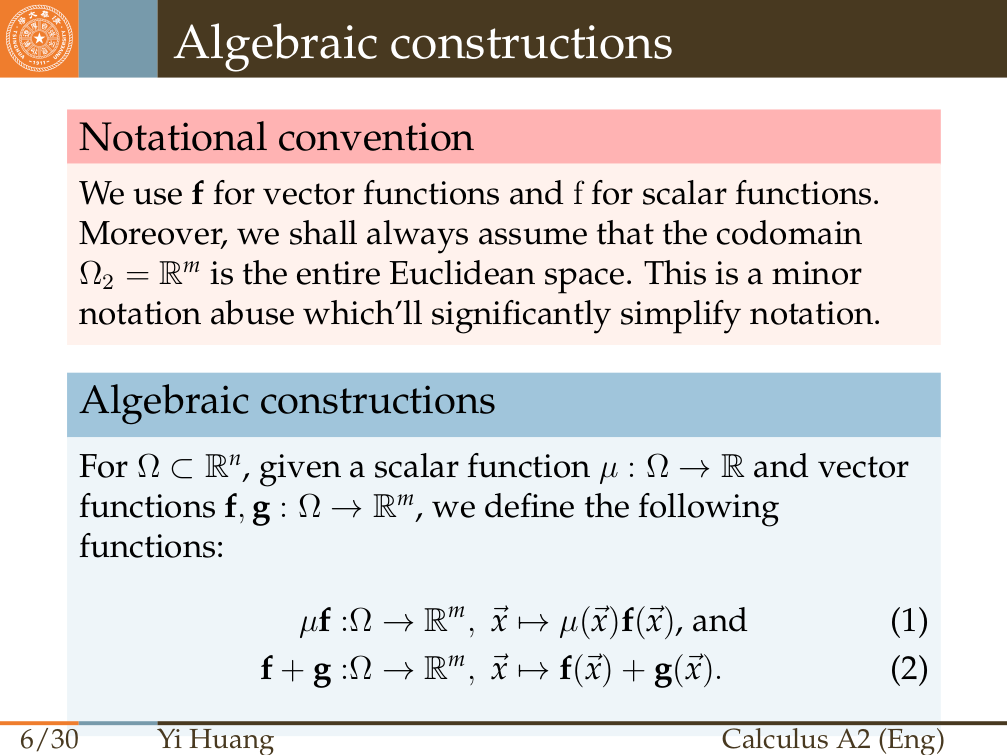 Algebraic constructions
Notational convention
We use f for vector functions and f for scalar functions.
Moreover, we shall always assume that the codomain
Ω₂ = ℝᵐ is the entire Euclidean space. This is a minor
notation abuse which’ll significantly simplify notation.
Algebraic constructions
For Ω ⊂ ℝⁿ, given a scalar function μ : Ω → ℝ and vector
functions f, g : Ω → ℝᵐ, we define the following
functions:
μf :Ω → ℝᵐ, x⃗ ↦ μ(x⃗)f(x⃗), and (1)
f + g :Ω → ℝᵐ, x⃗ ↦ f(x⃗) + g(x⃗). (2)
6/30 Yi Huang Calculus A2 (Eng)